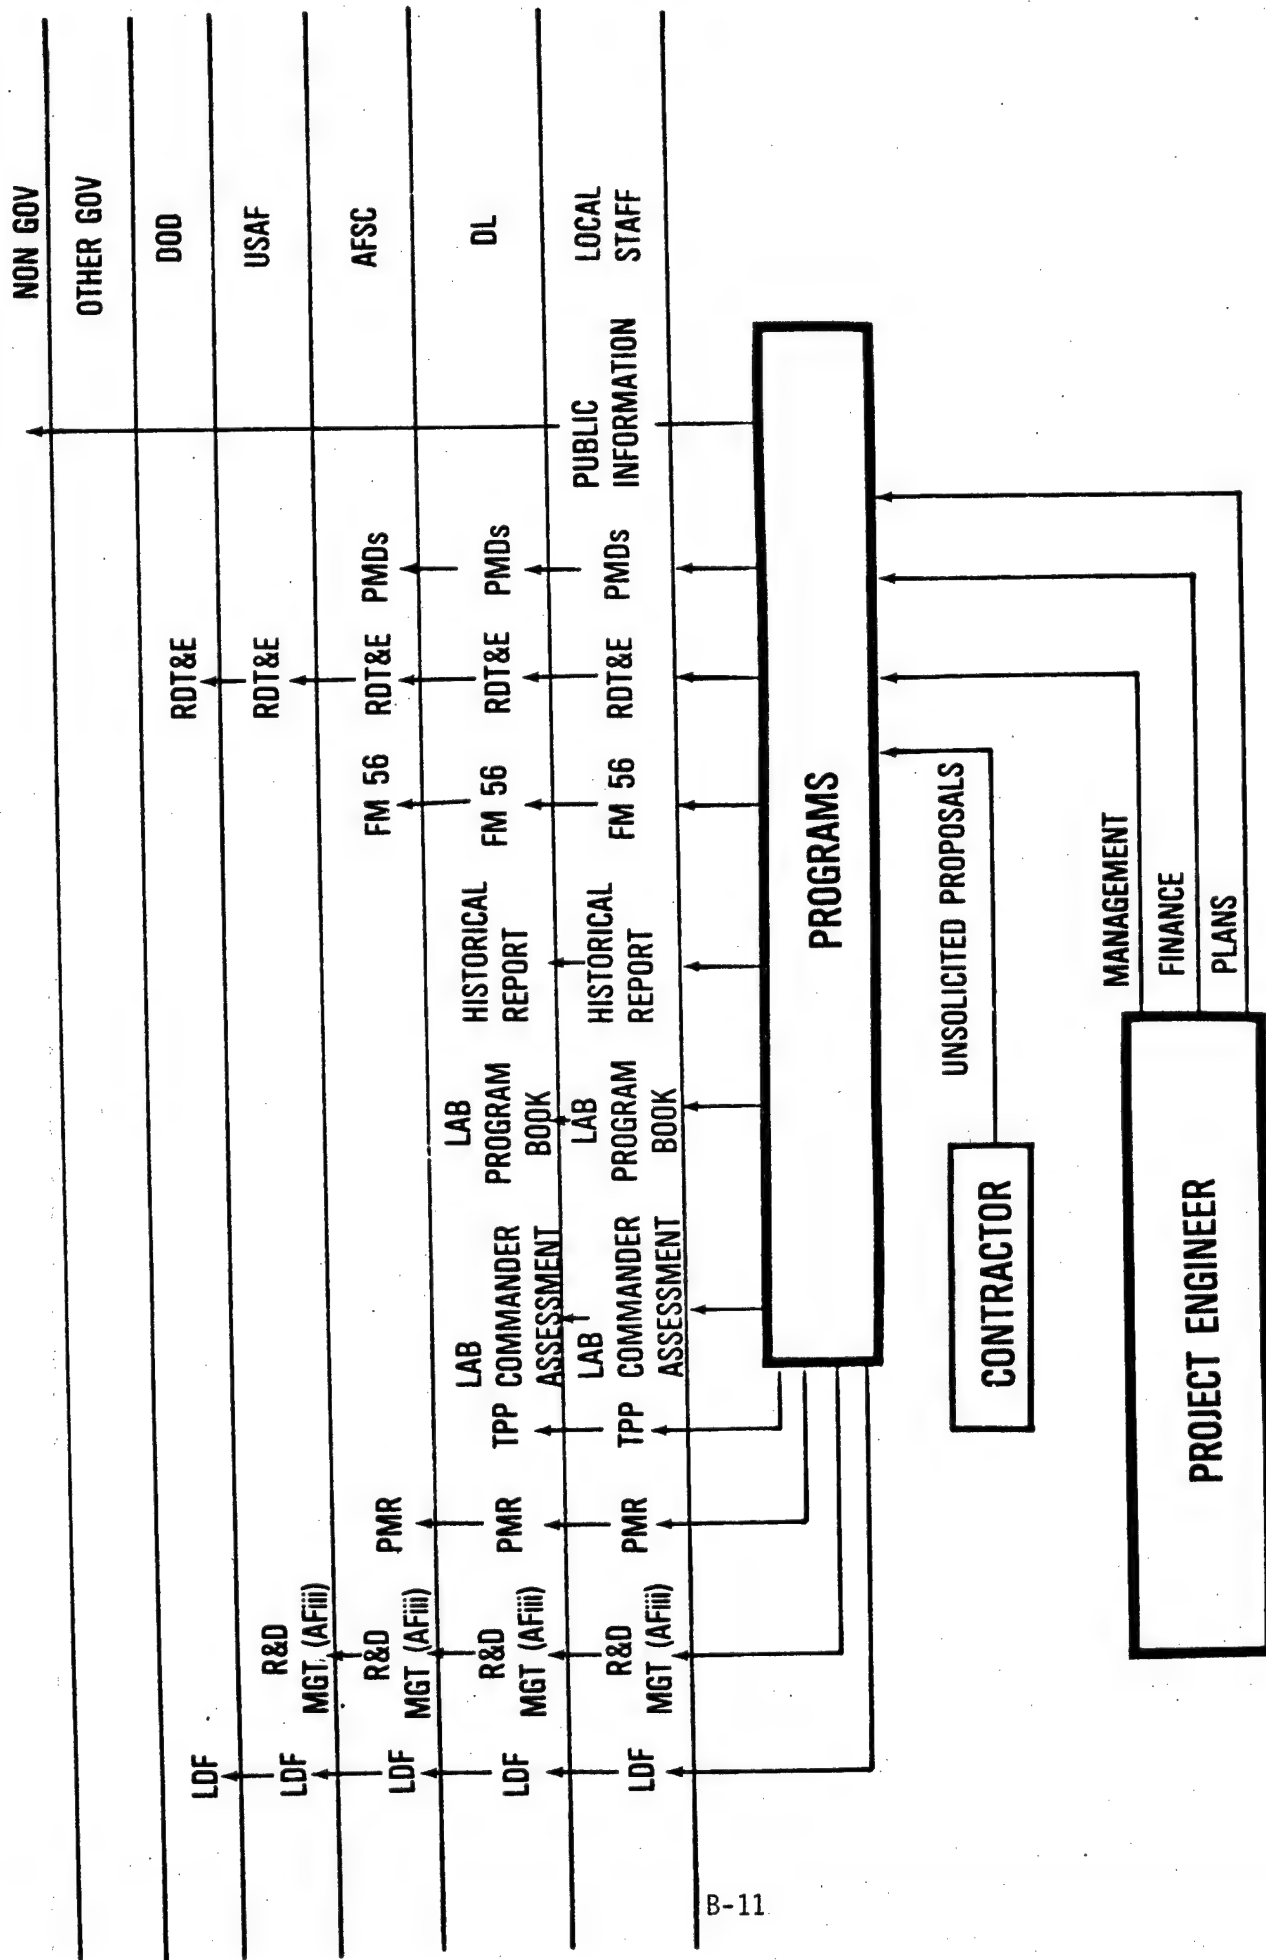 NON GOV
OTHER GOV
RDT&E
LDF
DOD
RDT&E
R&D
MGT (AFiii)
LDF
USAF
PMDs
RDT&E
FM 56
PMR
R&D
MGT (AFiii)
LDF
AFSC
PMDs
RDT&E
FM 56
HISTORICAL
REPORT
LAB
PROGRAM
BOOK
LAB
COMMANDER
ASSESSMENT
TPP
PMR
R&D
MGT (AFiii)
LDF
DL
PUBLIC
INFORMATION
PMDs
RDT&E
FM 56
HISTORICAL
REPORT
LAB
PROGRAM
BOOK
LAB
COMMANDER
ASSESSMENT
TPP
PMR
R&D
MGT (AFiii)
LDF
LOCAL
STAFF
PROGRAMS
UNSOLICITED PROPOSALS
CONTRACTOR
MANAGEMENT
FINANCE
PLANS
PROJECT ENGINEER
B-11